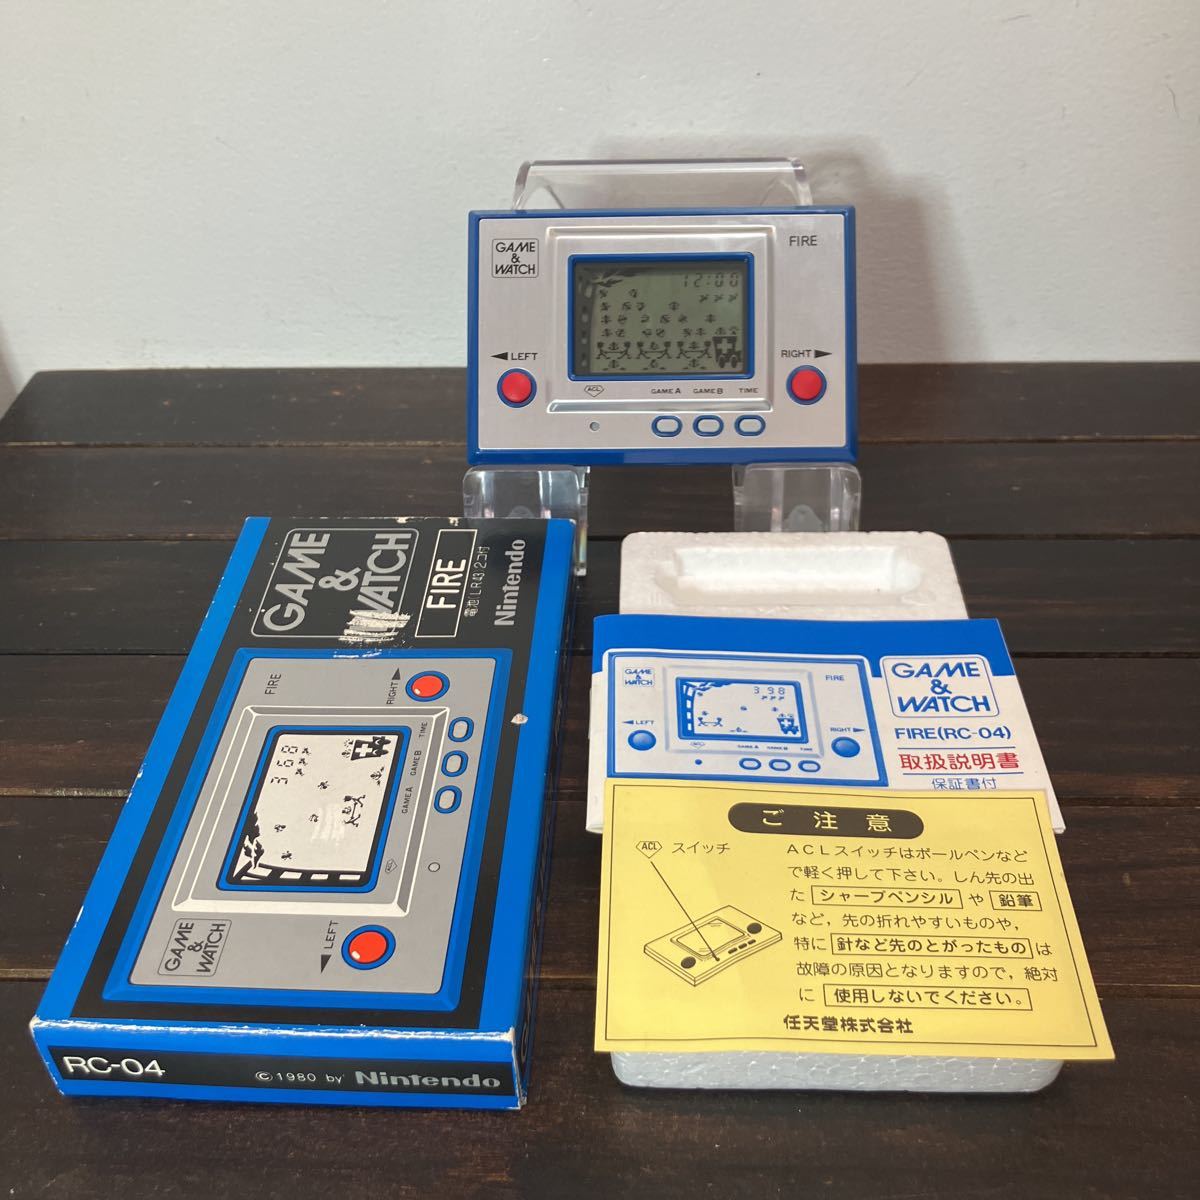 GAME
&
WATCH
FIRE
12:00
LEFT
RIGHT
ACL
GAME A
GAME B
TIME
GAME
&
WATCH
FIRE
電池(LR43)2コ付
Nintendo
FIRE
RIGHT
368
TIME
GAME B
GAME A
ACL
LEFT
GAME
&
WATCH
RC-04
©1980 by Nintendo
GAME
&
WATCH
FIRE
398
LEFT
RIGHT
ACL
GAME A
GAME B
TIME
GAME
&
WATCH
FIRE(RC-04)
取扱説明書
保証書付
ご注意
ACL
スイッチ
ACLスイッチはボールペンなど
で軽く押して下さい。しん先の出
た シャープペンシル や 鉛筆
など，先の折れやすいものや，
特に 針など先のとがったもの は
故障の原因となりますので，絶対
に 使用しないでください。
任天堂株式会社